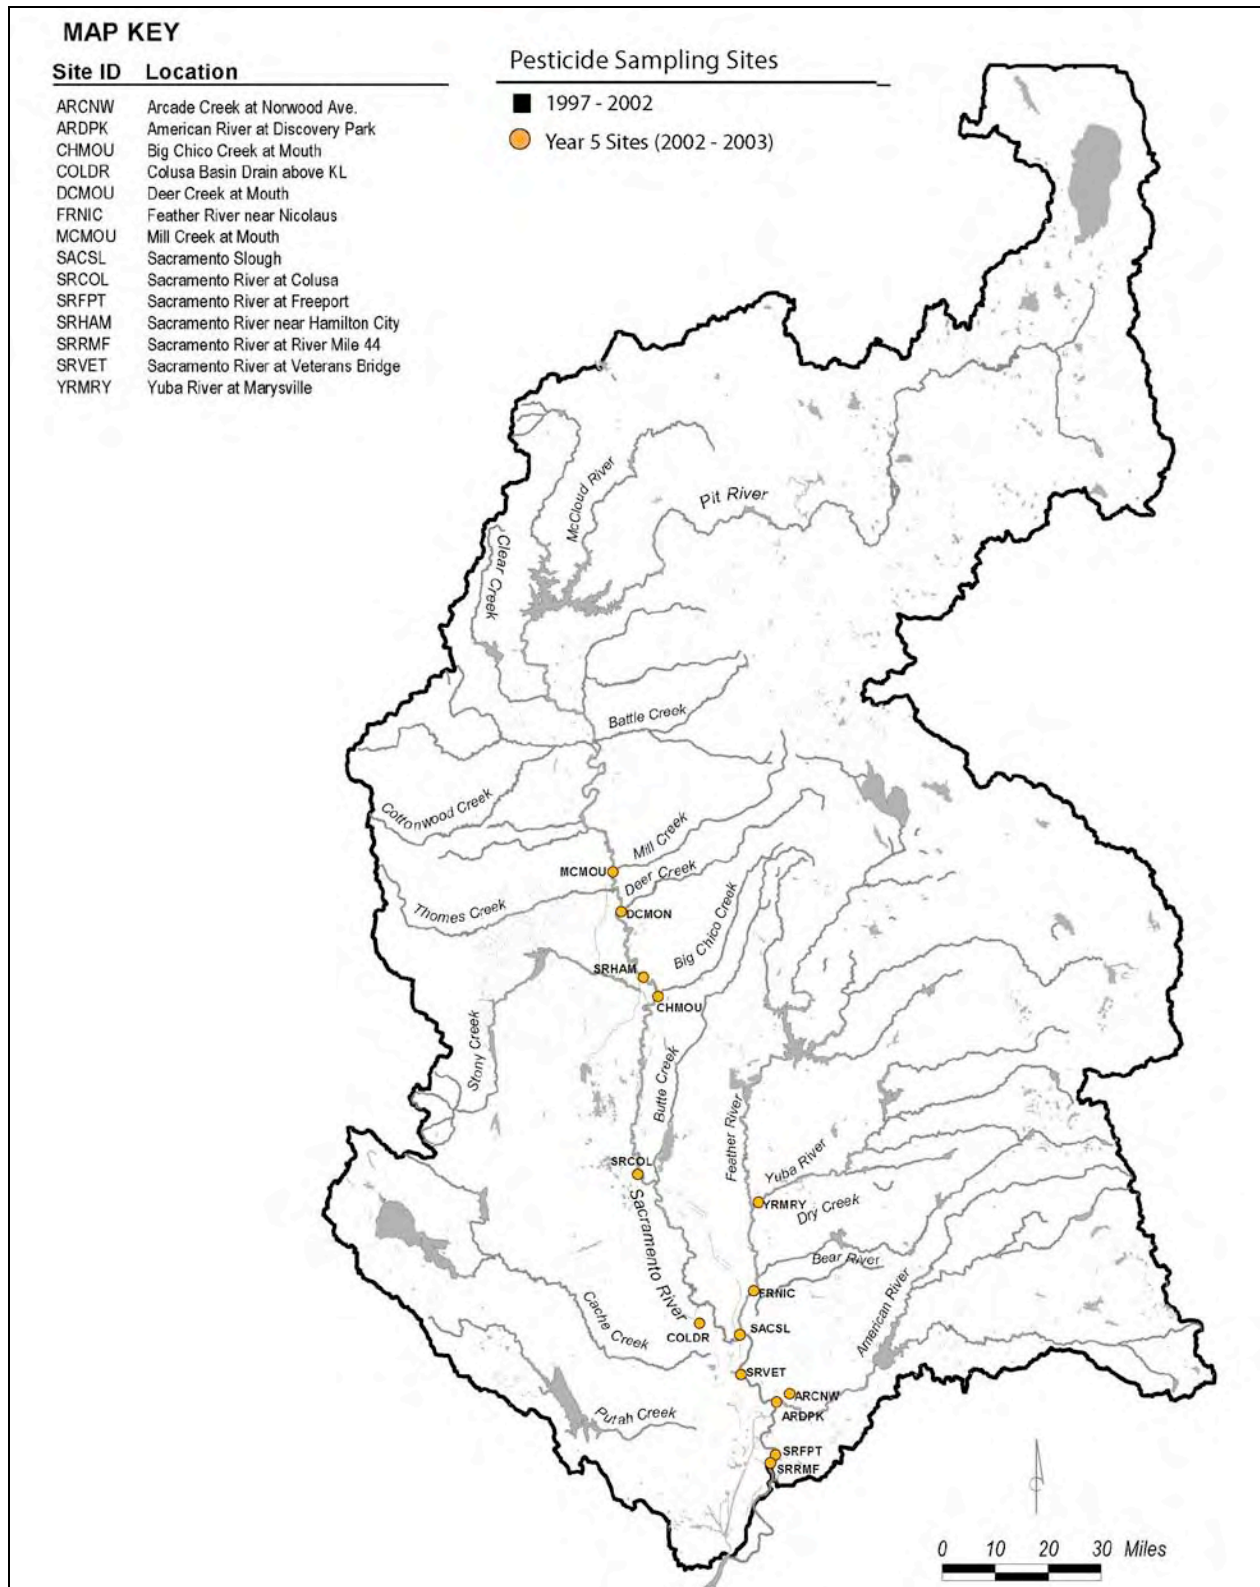 MAP KEY
Site ID Location
ARCNW Arcade Creek at Norwood Ave.
ARDPK American River at Discovery Park
CHMOU Big Chico Creek at Mouth
COLDR Colusa Basin Drain above KL
DCMOU Deer Creek at Mouth
FRNIC Feather River near Nicolaus
MCMOU Mill Creek at Mouth
SACSL Sacramento Slough
SRCOL Sacramento River at Colusa
SRFPT Sacramento River at Freeport
SRHAM Sacramento River near Hamilton City
SRRMF Sacramento River at River Mile 44
SRVET Sacramento River at Veterans Bridge
YRMRY Yuba River at Marysville
Pesticide Sampling Sites
1997 - 2002
Year 5 Sites (2002 - 2003)
McCloud River
Pit River
Clear Creek
Battle Creek
Cottonwood Creek
Mill Creek
MCMOU
Deer Creek
Thomes Creek
DCMON
Big Chico Creek
SRHAM
CHMOU
Stony Creek
Butte Creek
Feather River
SRCOL
Yuba River
YRMRY
Dry Creek
Sacramento River
Bear River
FRNIC
American River
Cache Creek
COLDR
SACSL
SRVET
ARCNW
ARDPK
Putah Creek
SRFPT
SRRMF
0 10 20 30 Miles